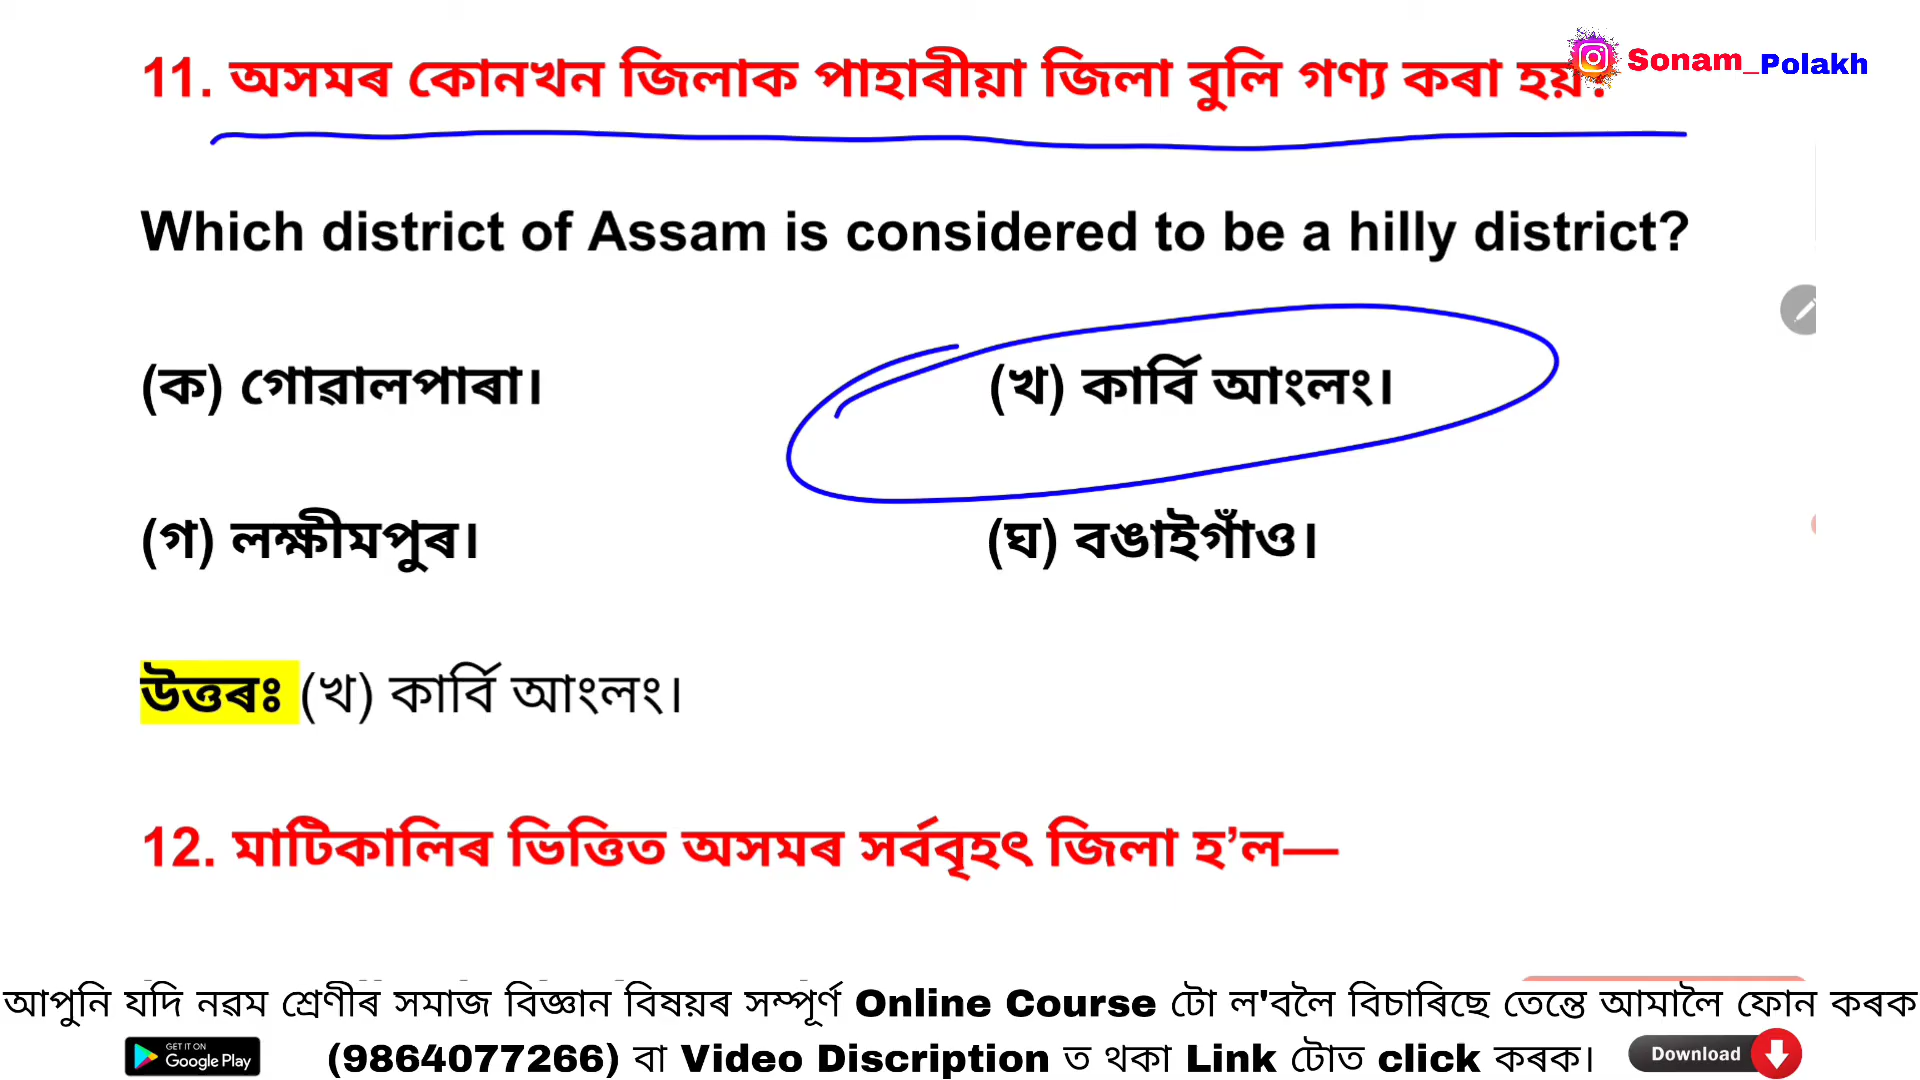 11. অসমৰ কোনখন জিলাক পাহাৰীয়া জিলা বুলি গণ্য কৰা হয়?
Sonam_Polakh
Which district of Assam is considered to be a hilly district?
(ক) গোৱালপাৰা। (খ) কাৰ্বি আংলং।
(গ) লক্ষীমপুৰ। (ঘ) বঙাইগাঁও।
উত্তৰঃ (খ) কাৰ্বি আংলং।
12. মাটিকালিৰ ভিত্তিত অসমৰ সৰ্ববৃহৎ জিলা হ’ল—
আপুনি যদি নৱম শ্ৰেণীৰ সমাজ বিজ্ঞান বিষয়ৰ সম্পূৰ্ণ Online Course টো ল'বলৈ বিচাৰিছে তেন্তে আমালৈ ফোন কৰক
GET IT ON
Google Play
(9864077266) বা Video Discription ত থকা Link টোত click কৰক।
Download